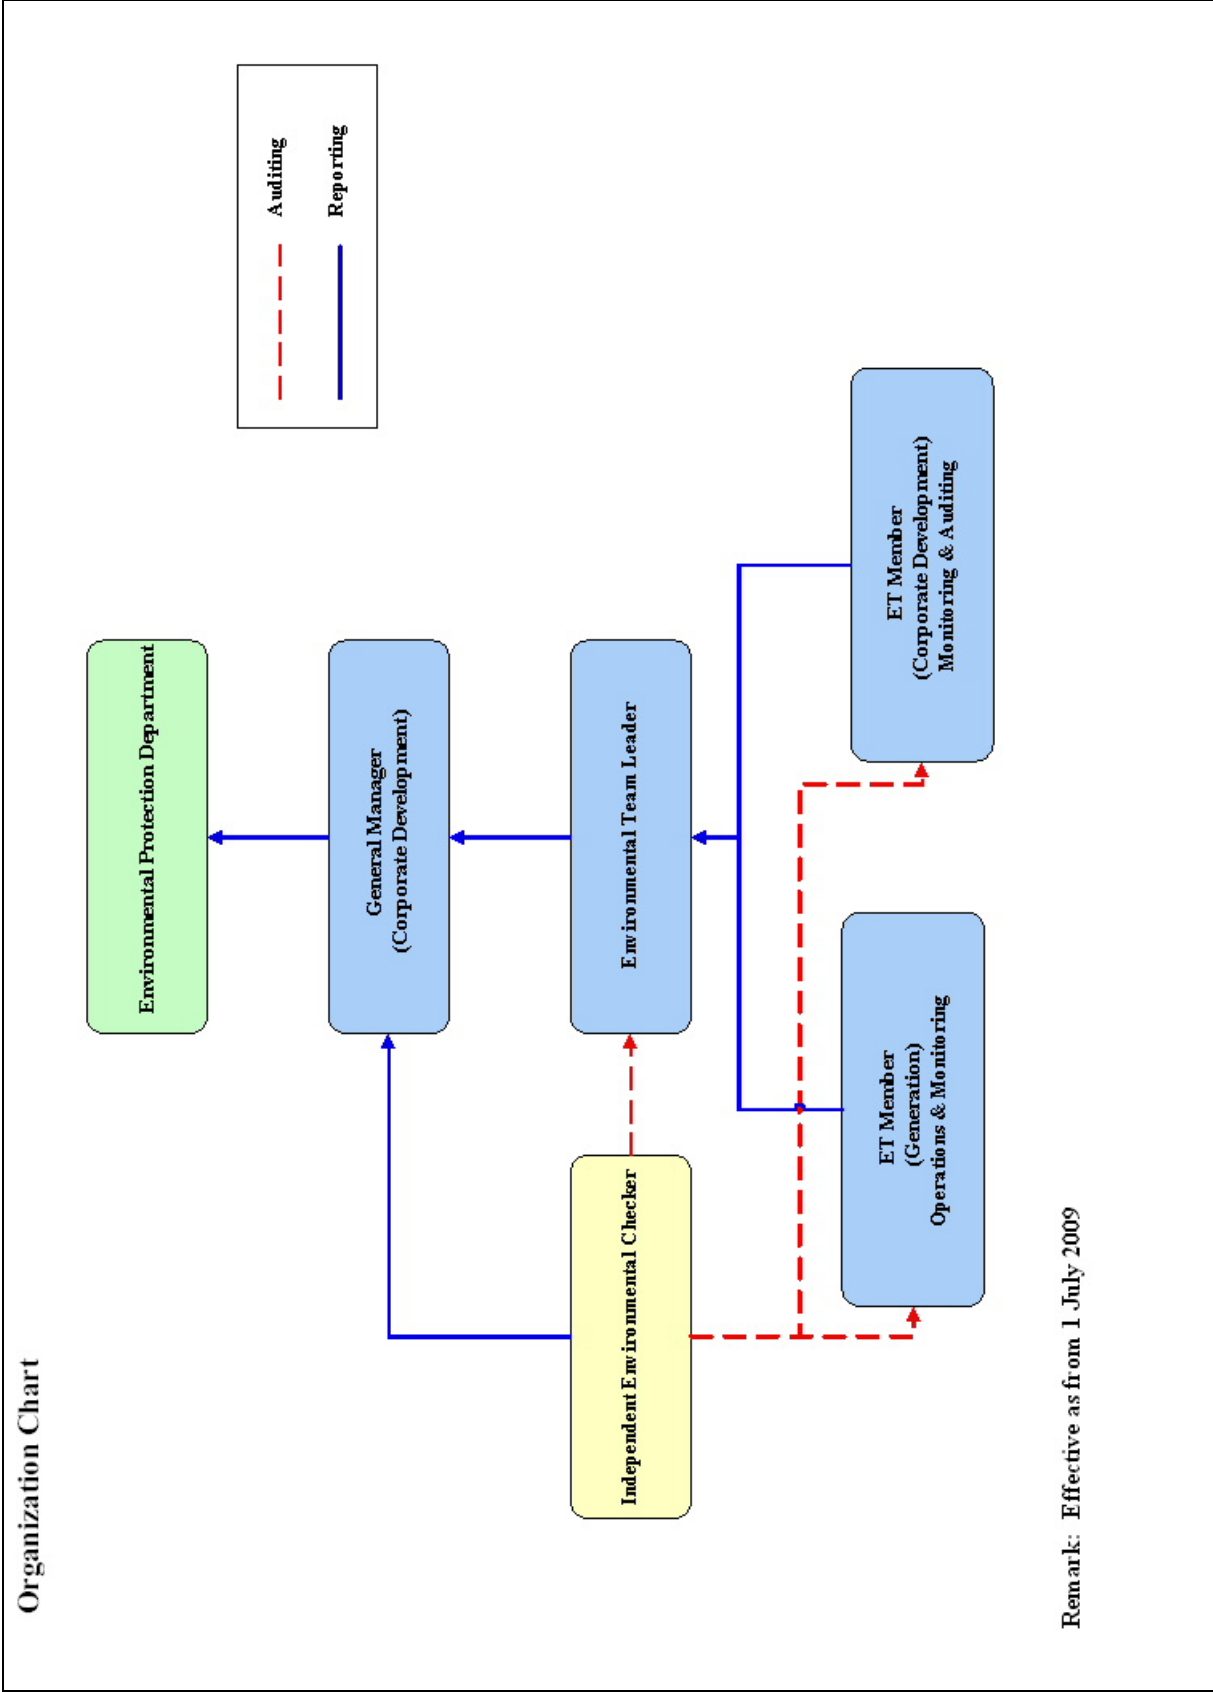 Organization Chart
Environmental Protection Department
Auditing
Reporting
General Manager
(Corporate Development)
Independent Environmental Checker
Environmental Team Leader
ET Member
(Generation)
Operations & Monitoring
ET Member
(Corporate Development)
Monitoring & Auditing
Remark: Effective as from 1 July 2009